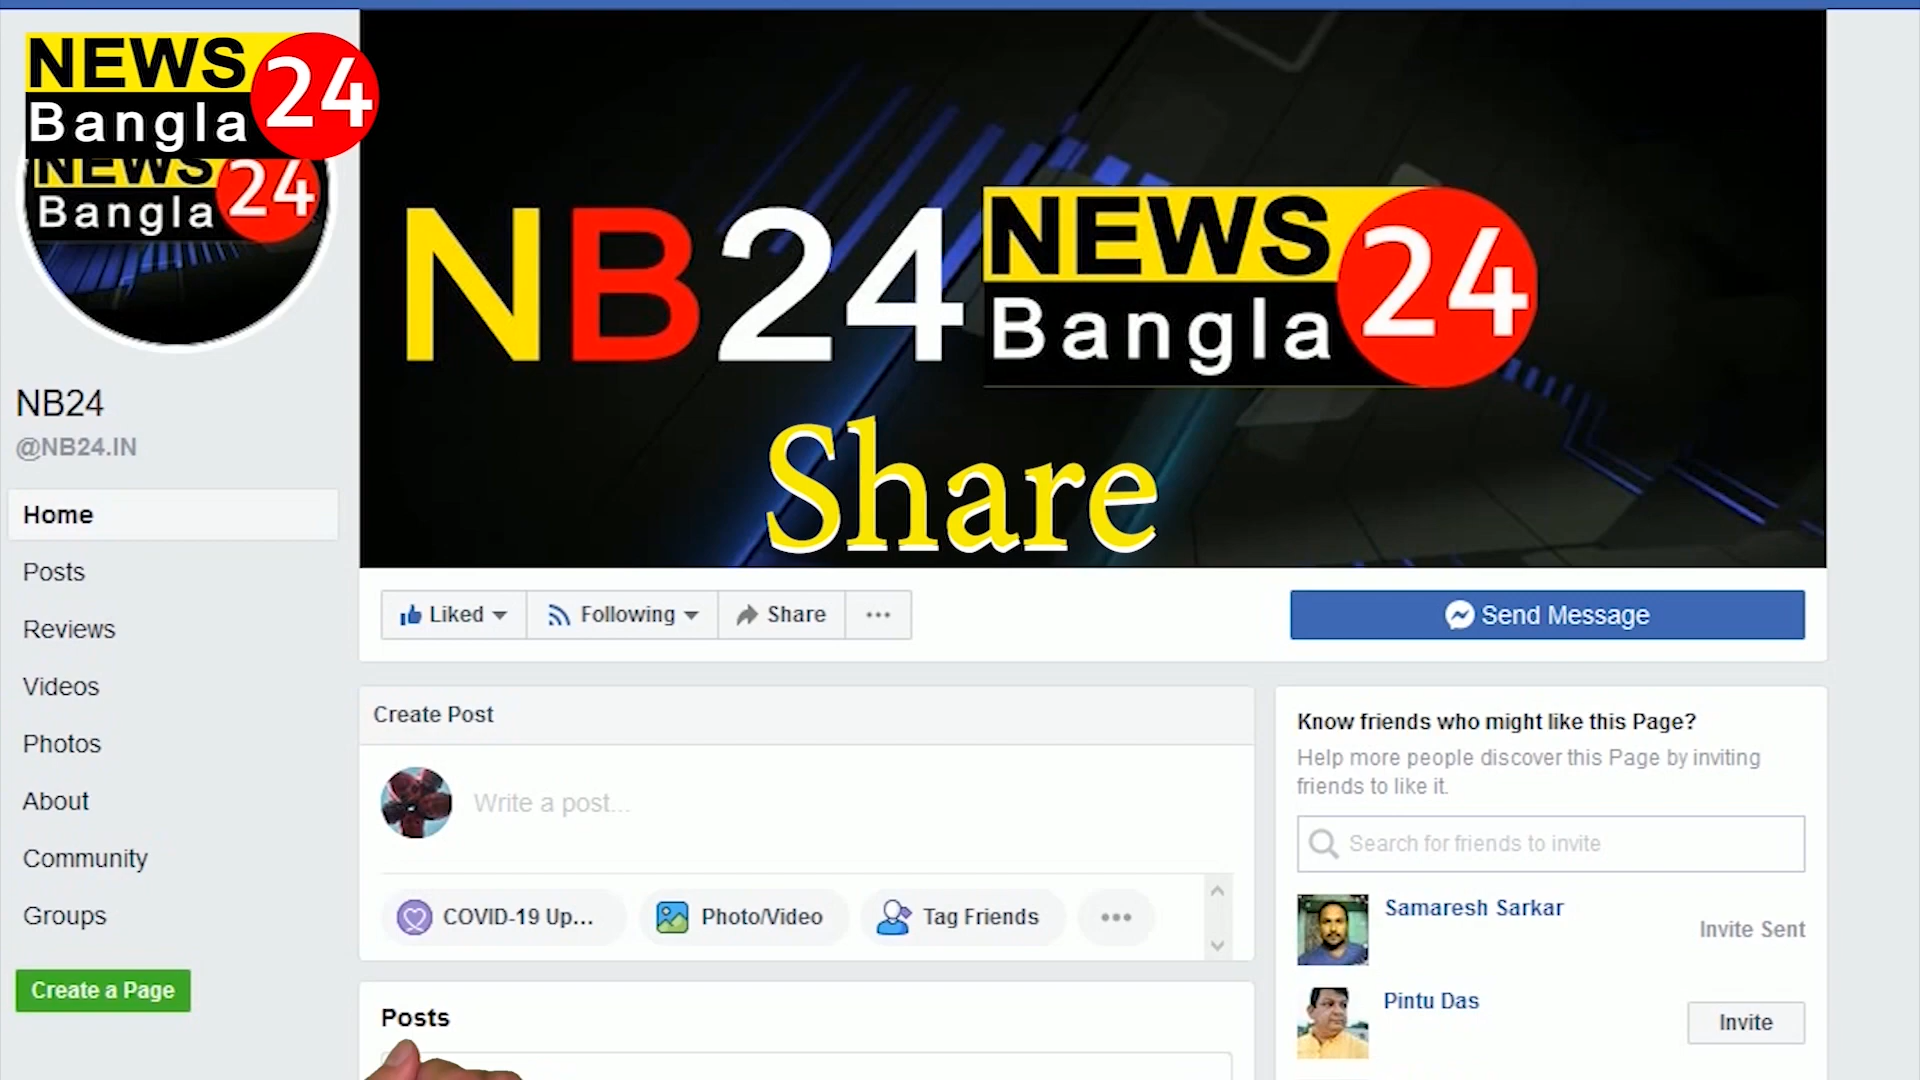 NEWS
Bangla 24
NEWS
Bangla 24
NB24
@NB24.IN
Home
Posts
Reviews
Videos
Photos
About
Community
Groups
Create a Page
NB24 NEWS
Bangla 24
Share
Liked Following Share ...
Send Message
Create Post
Write a post...
COVID-19 Up... Photo/Video Tag Friends ...
Posts
Know friends who might like this Page?
Help more people discover this Page by inviting
friends to like it.
Search for friends to invite
Samaresh Sarkar
Invite Sent
Pintu Das
Invite